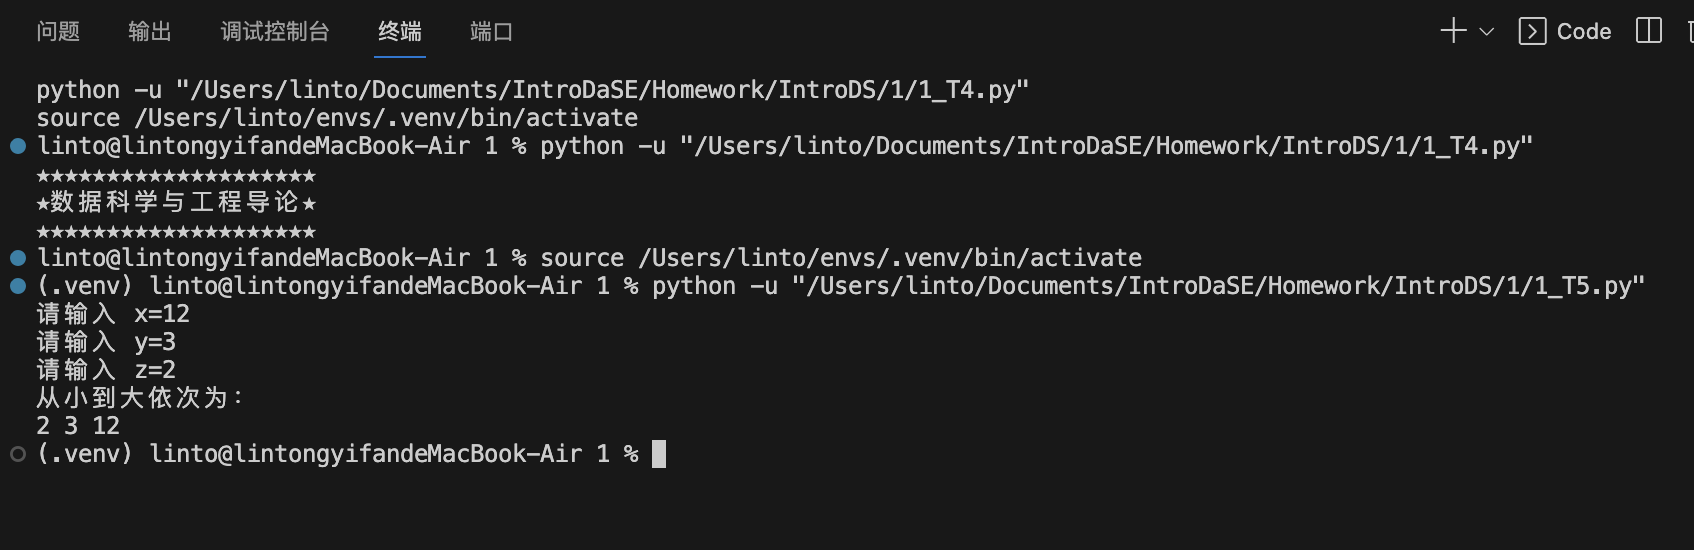 问题 输出 调试控制台 终端 端口 Code
python -u "/Users/linto/Documents/IntroDaSE/Homework/IntroDS/1/1_T4.py"
source /Users/linto/envs/.venv/bin/activate
linto@lintongyifandeMacBook-Air 1 % python -u "/Users/linto/Documents/IntroDaSE/Homework/IntroDS/1/1_T4.py"
★★★★★★★★★★★★★★★★★★★★
★数据科学与工程导论★
★★★★★★★★★★★★★★★★★★★★
linto@lintongyifandeMacBook-Air 1 % source /Users/linto/envs/.venv/bin/activate
(.venv) linto@lintongyifandeMacBook-Air 1 % python -u "/Users/linto/Documents/IntroDaSE/Homework/IntroDS/1/1_T5.py"
请输入 x=12
请输入 y=3
请输入 z=2
从小到大依次为：
2 3 12
(.venv) linto@lintongyifandeMacBook-Air 1 %